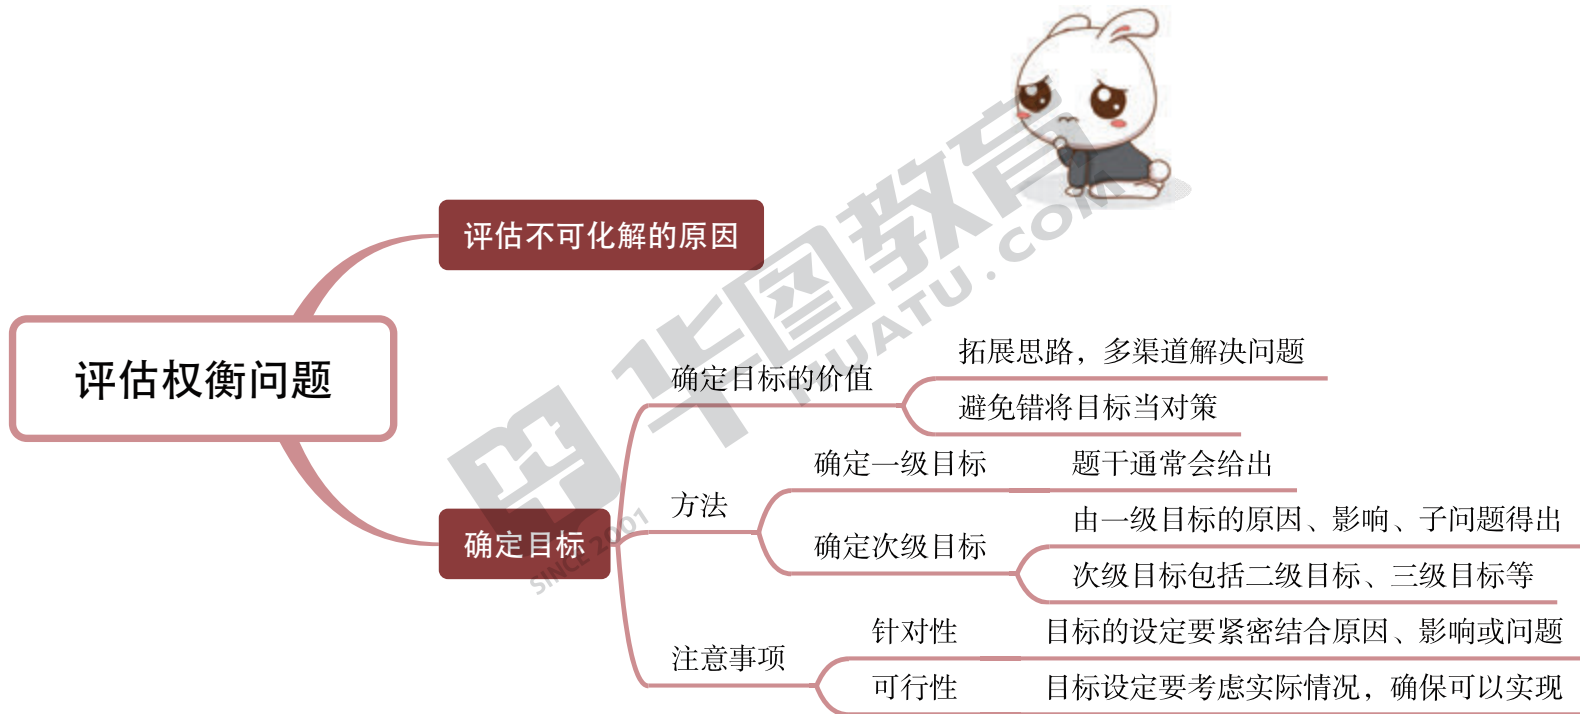 评估权衡问题
评估不可化解的原因
确定目标
确定目标的价值
拓展思路，多渠道解决问题
避免错将目标当对策
方法
确定一级目标
题干通常会给出
确定次级目标
由一级目标的原因、影响、子问题得出
次级目标包括二级目标、三级目标等
注意事项
针对性
目标的设定要紧密结合原因、影响或问题
可行性
目标设定要考虑实际情况，确保可以实现
华图教育
HUATU.COM
SINCE 2001